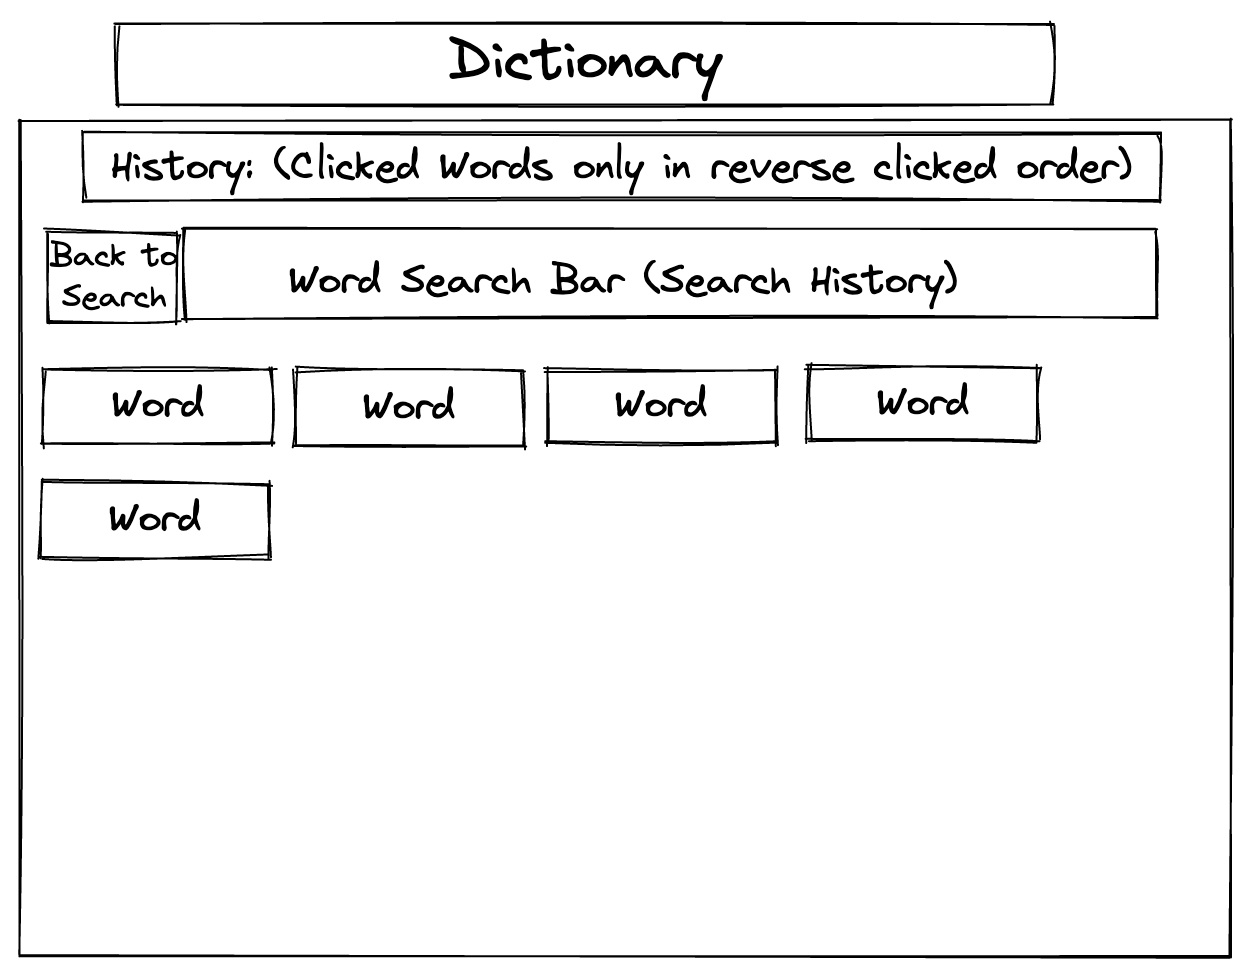 Dictionary
History: (Clicked Words only in reverse clicked order)
Back to
Search
Word Search Bar (Search History)
Word
Word
Word
Word
Word